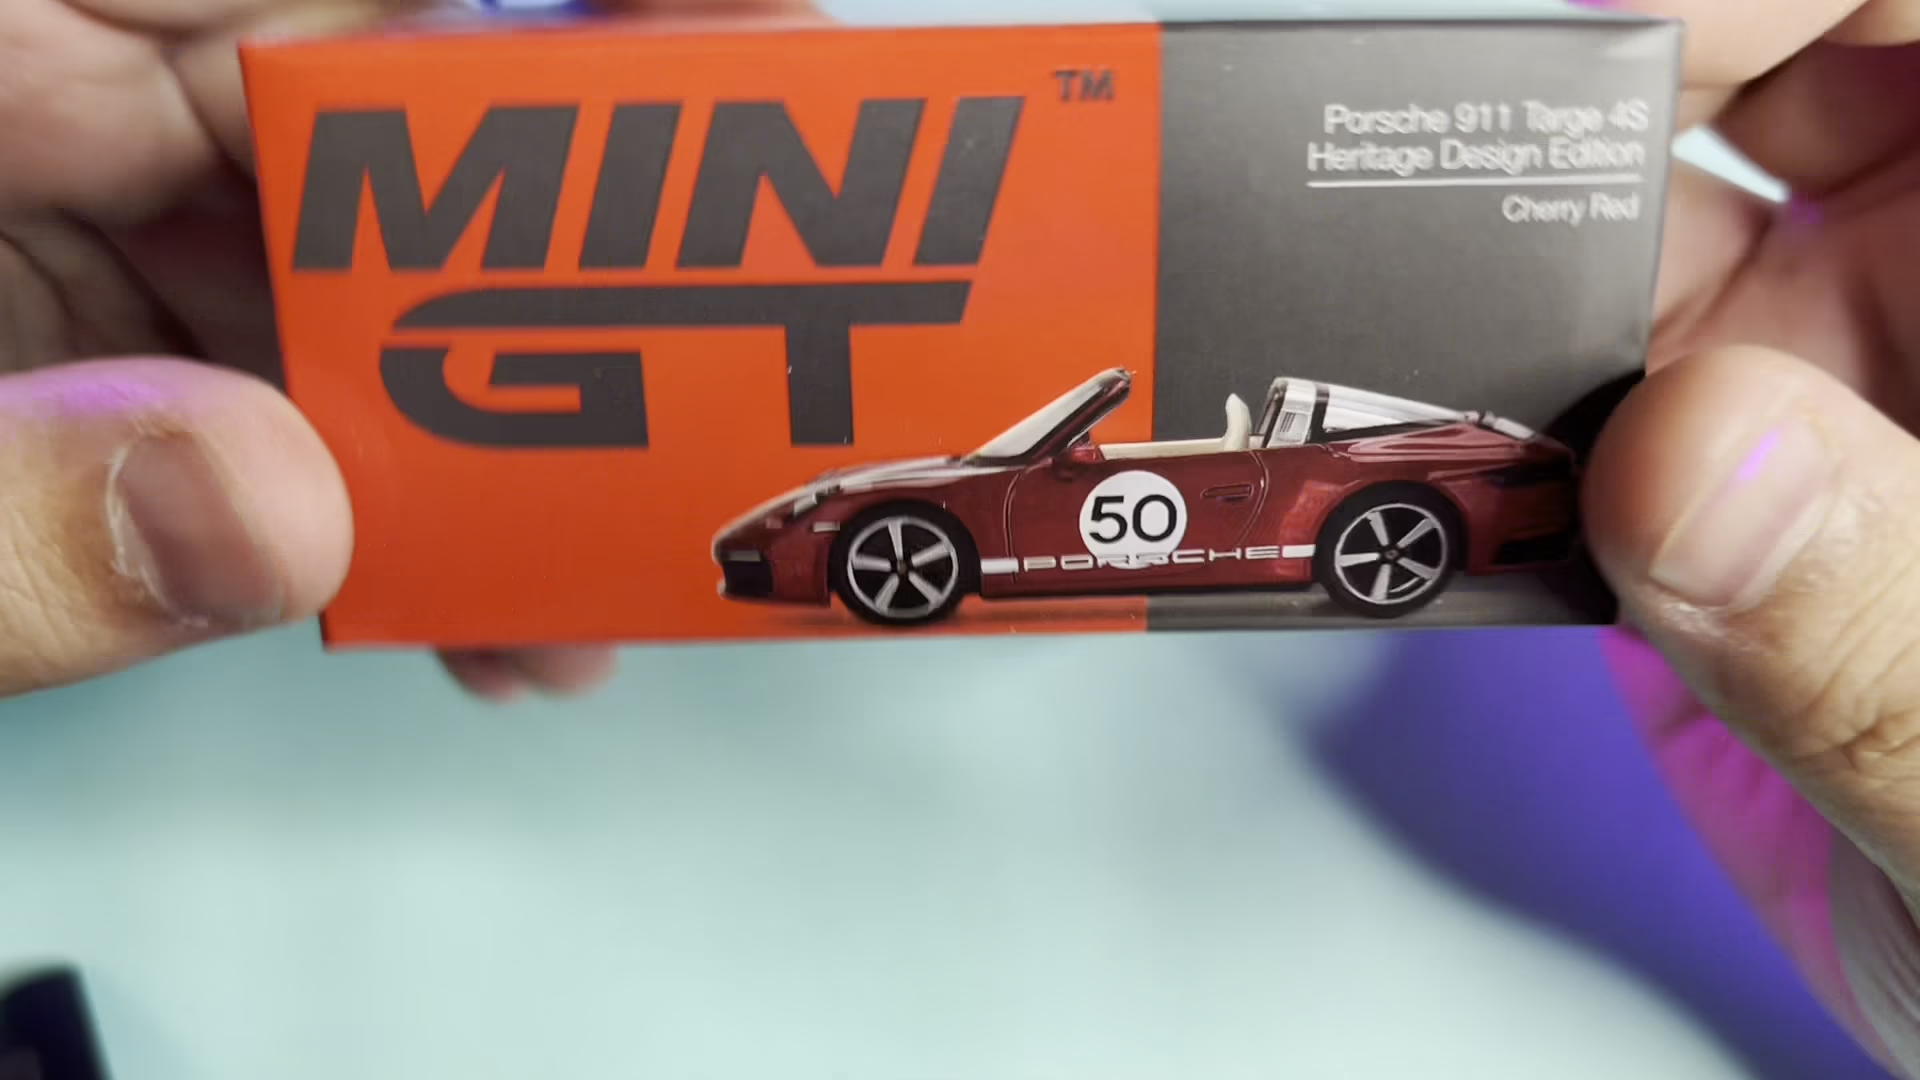 MINI
GT
TM
Porsche 911 Targa 4S
Heritage Design Edition
Cherry Red
50
PORSCHE